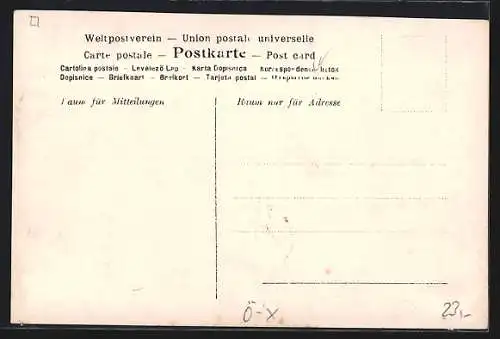 Weltpostverein — Union postale universelle
Carte postale — Postkarte — Post card
Cartolina postale — Levelező Lap — Karta Dopisnica
Dopisnice — Briefkaart — Brefkort — Tarjeta postal —
Raum für Mitteilungen
Raum nur für Adresse
Ö-X
23,-